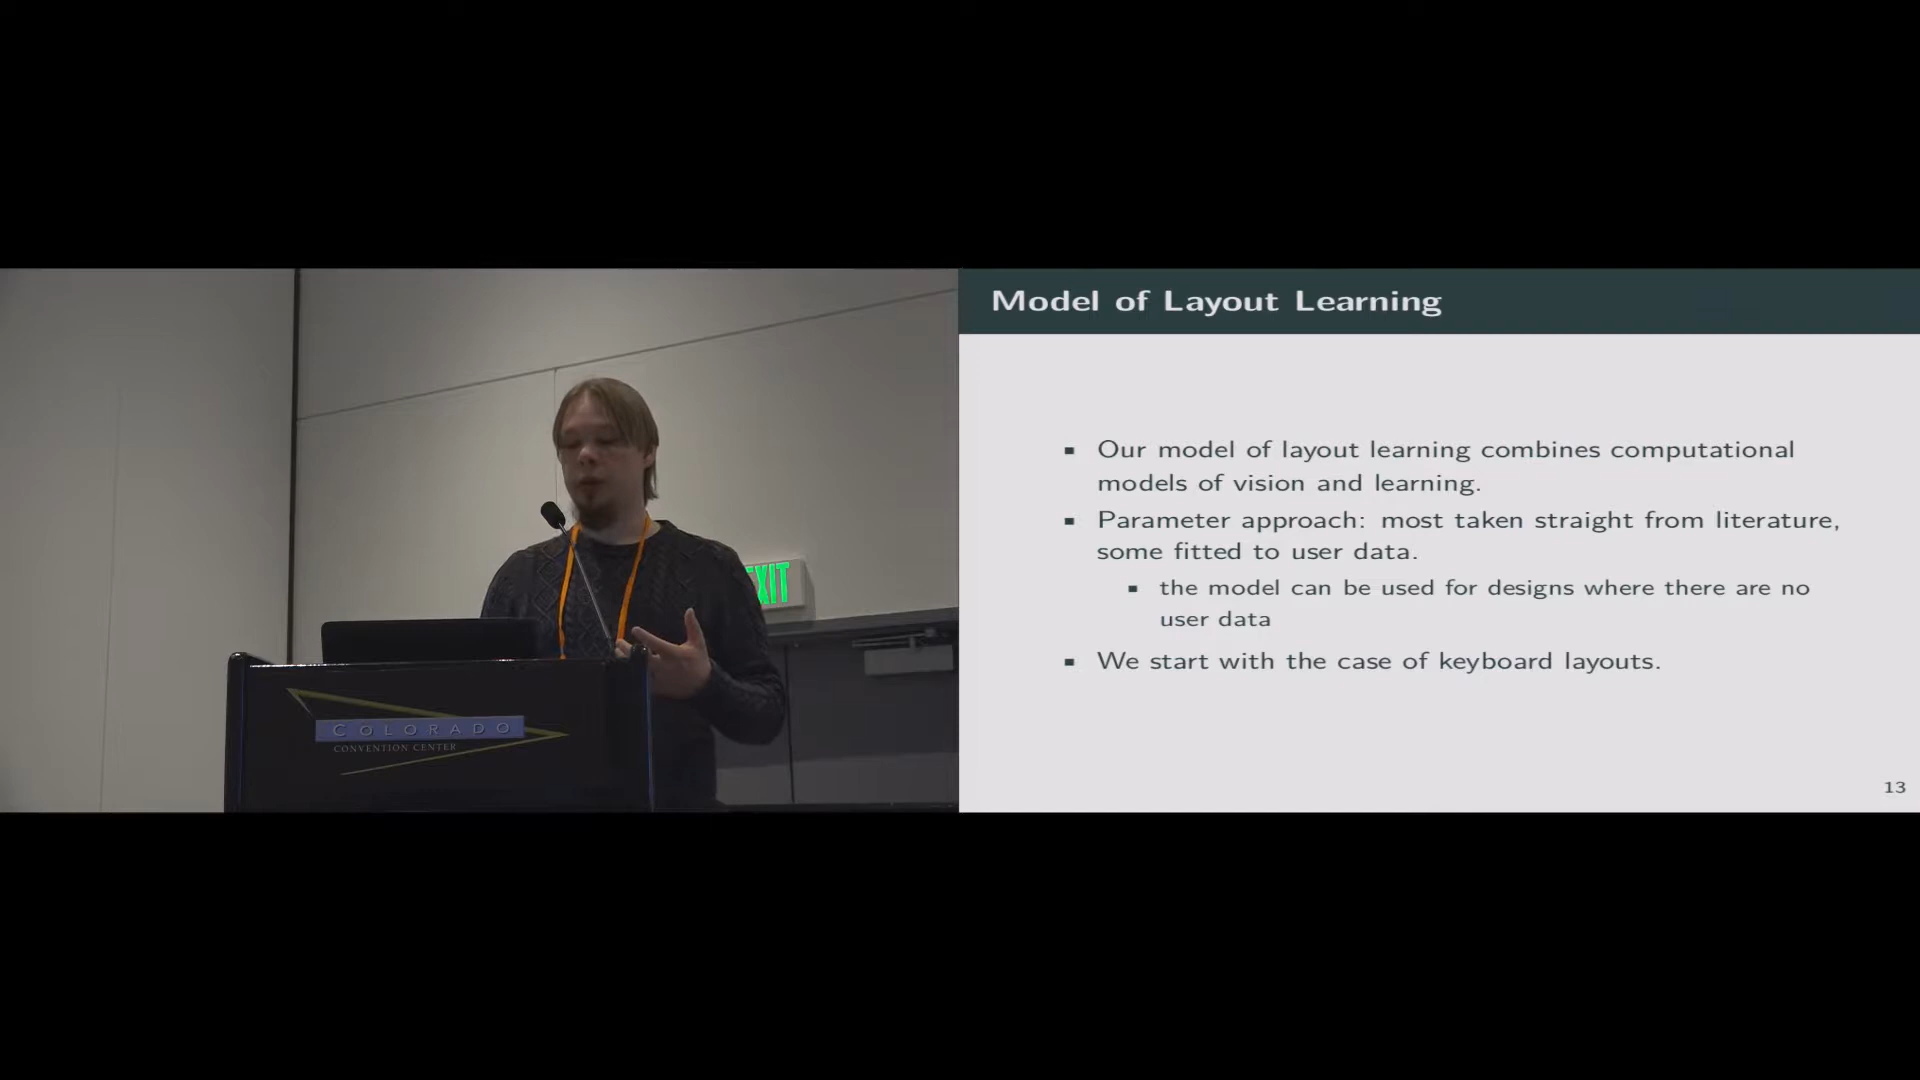 Model of Layout Learning
Our model of layout learning combines computational
models of vision and learning.
Parameter approach: most taken straight from literature,
some fitted to user data.
the model can be used for designs where there are no
user data
We start with the case of keyboard layouts.
13
EXIT
COLORADO
CONVENTION CENTER